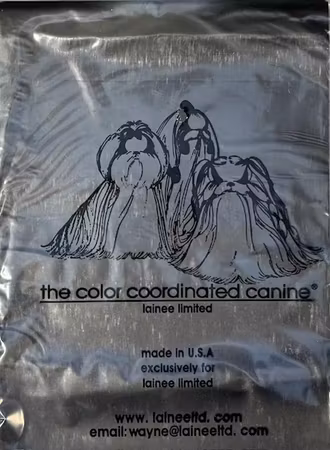 the color coordinated canine®
lainee limited
made in U.S.A
exclusively for
lainee limited
www. laineeltd. com
email:wayne@laineeltd. com